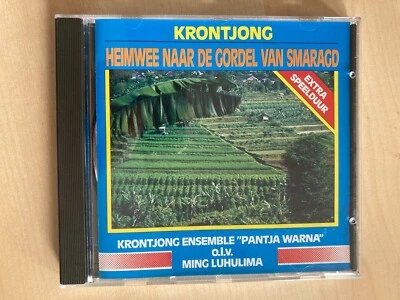 KRONTJONG
HEIMWEE NAAR DE GORDEL VAN SMARAGD
EXTRA
SPEELDUUR
KRONTJONG ENSEMBLE "PANTJA WARNA"
o.l.v.
MING LUHULIMA